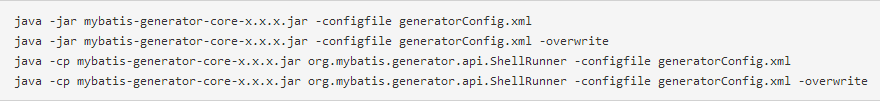 java -jar mybatis-generator-core-x.x.x.jar -configfile generatorConfig.xml
java -jar mybatis-generator-core-x.x.x.jar -configfile generatorConfig.xml -overwrite
java -cp mybatis-generator-core-x.x.x.jar org.mybatis.generator.api.ShellRunner -configfile generatorConfig.xml
java -cp mybatis-generator-core-x.x.x.jar org.mybatis.generator.api.ShellRunner -configfile generatorConfig.xml -overwrite